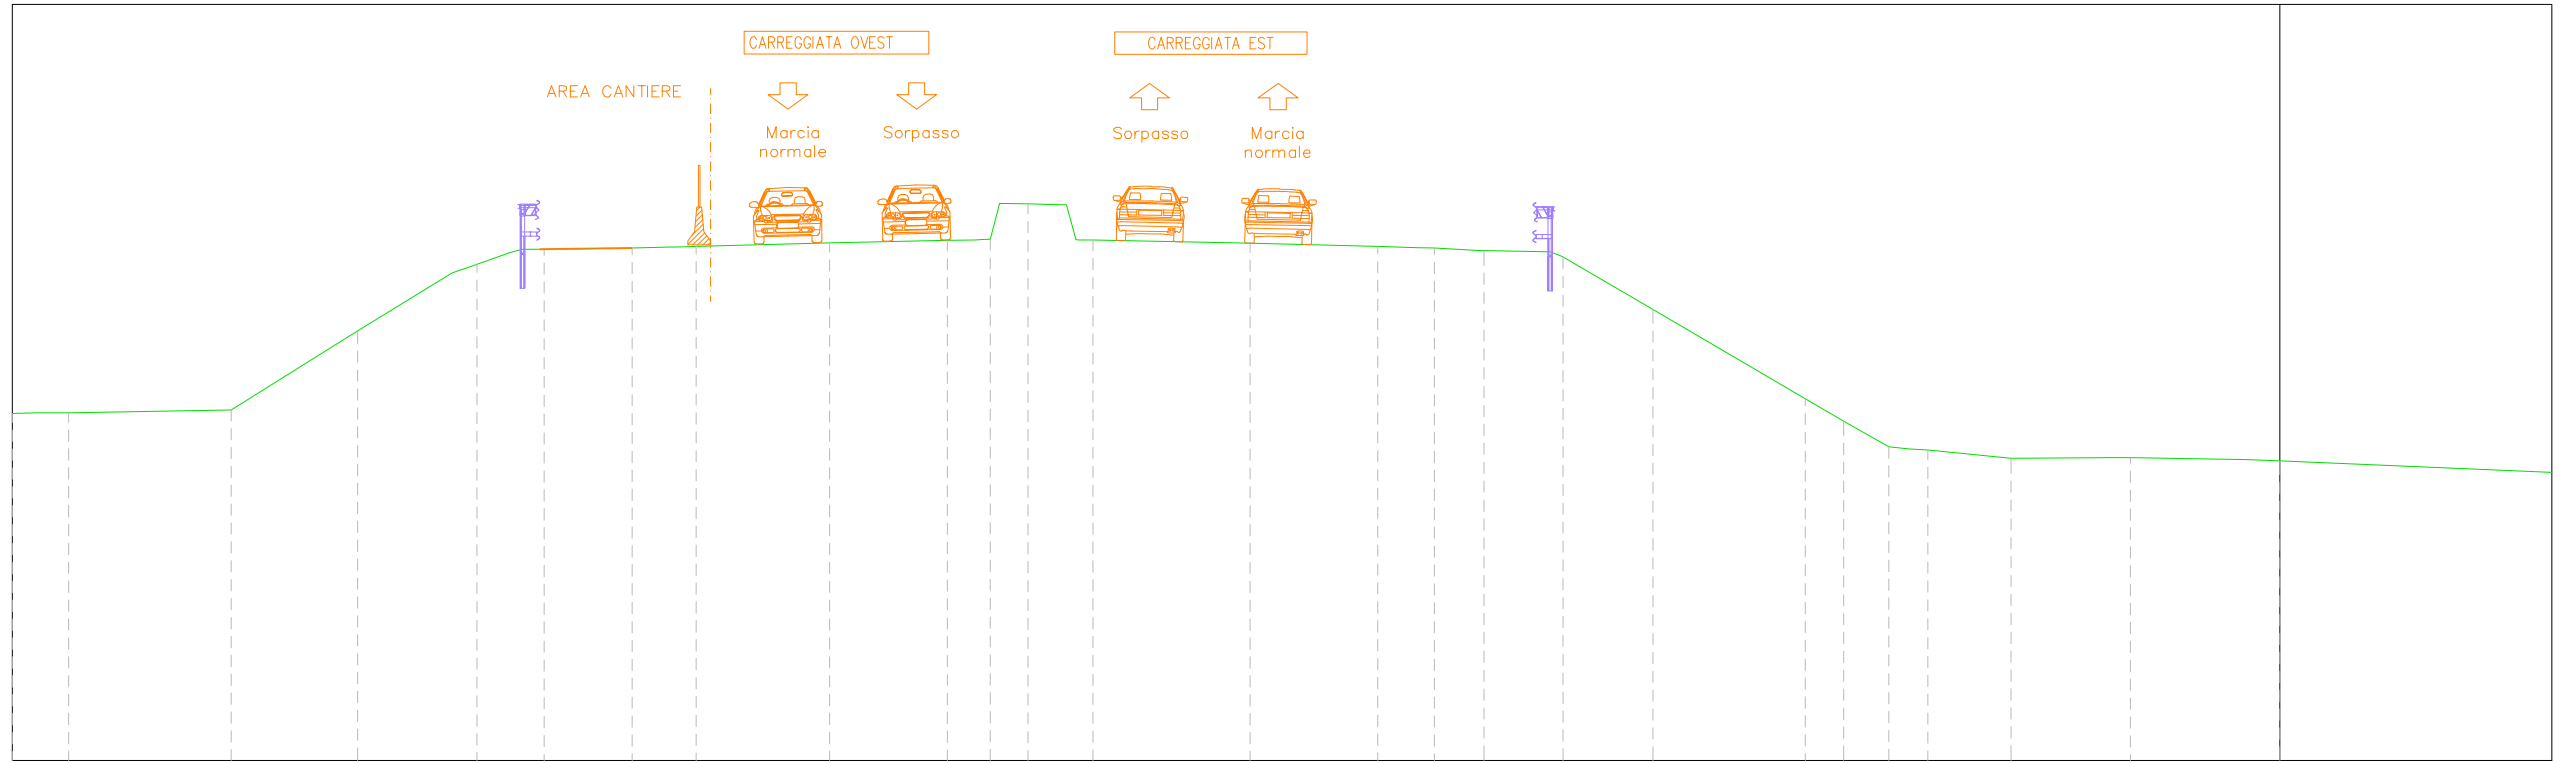 CARREGGIATA OVEST
CARREGGIATA EST
AREA CANTIERE
Marcia
normale
Sorpasso
Sorpasso
Marcia
normale